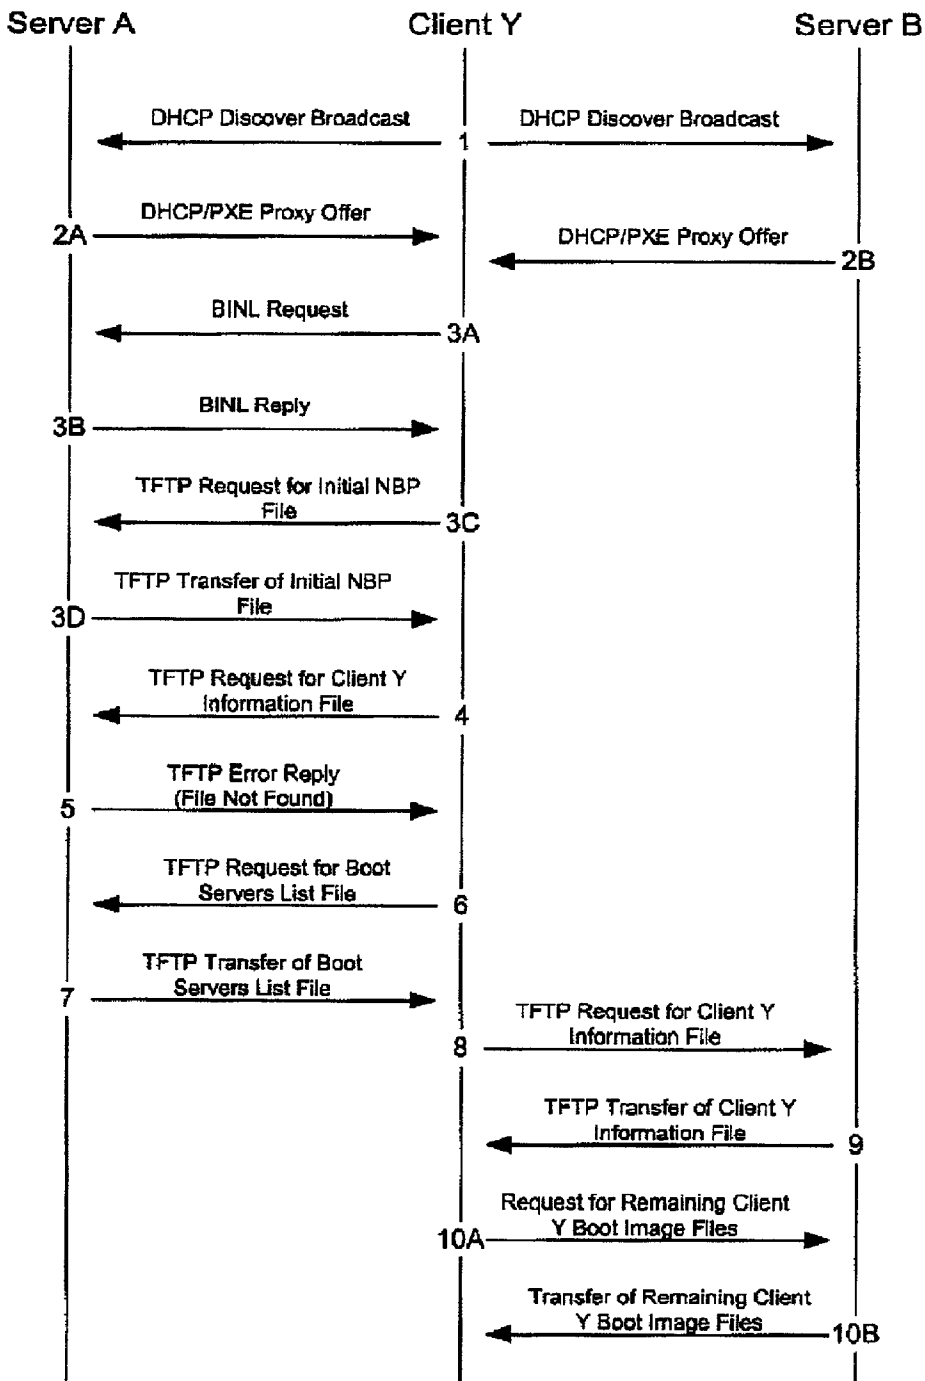 Server A
Client Y
Server B
DHCP Discover Broadcast
DHCP Discover Broadcast
1
DHCP/PXE Proxy Offer
2A
DHCP/PXE Proxy Offer
2B
BINL Request
3A
BINL Reply
3B
TFTP Request for Initial NBP
File
3C
TFTP Transfer of Initial NBP
File
3D
TFTP Request for Client Y
Information File
4
TFTP Error Reply
(File Not Found)
5
TFTP Request for Boot
Servers List File
6
TFTP Transfer of Boot
Servers List File
7
TFTP Request for Client Y
Information File
8
TFTP Transfer of Client Y
Information File
9
Request for Remaining Client
Y Boot Image Files
10A
Transfer of Remaining Client
Y Boot Image Files
10B